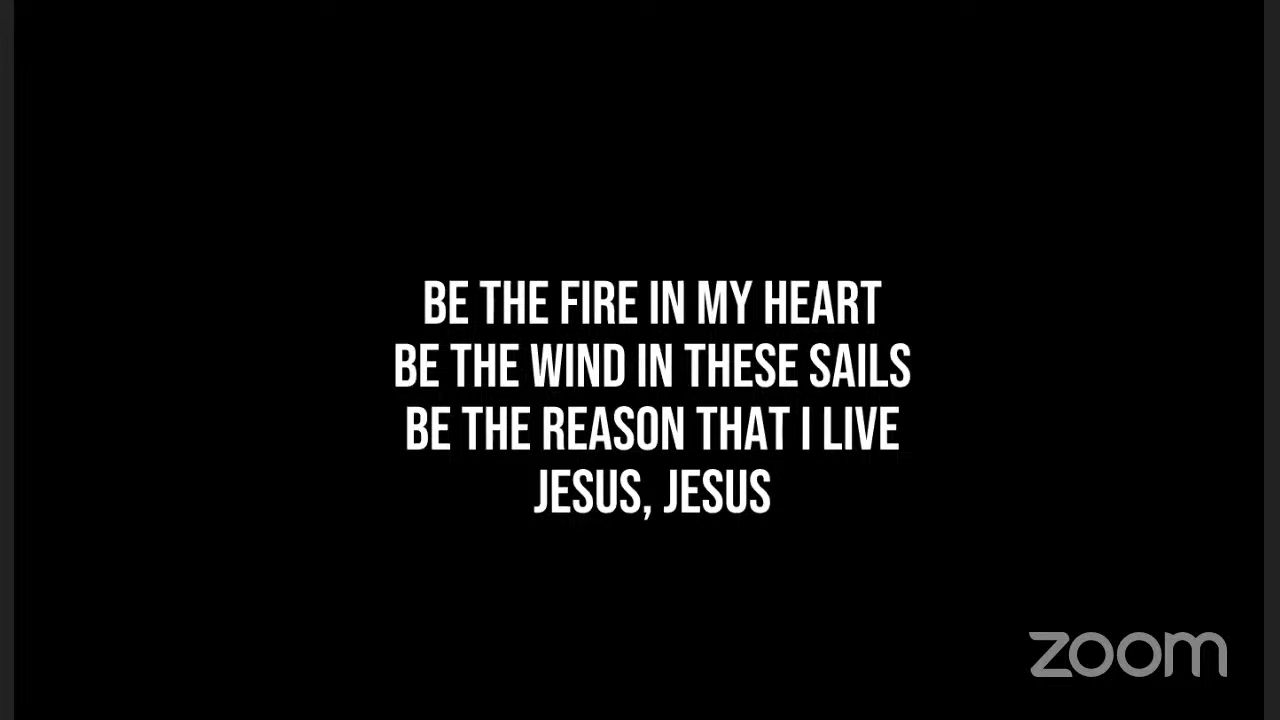 BE THE FIRE IN MY HEART
BE THE WIND IN THESE SAILS
BE THE REASON THAT I LIVE
JESUS, JESUS
zoom